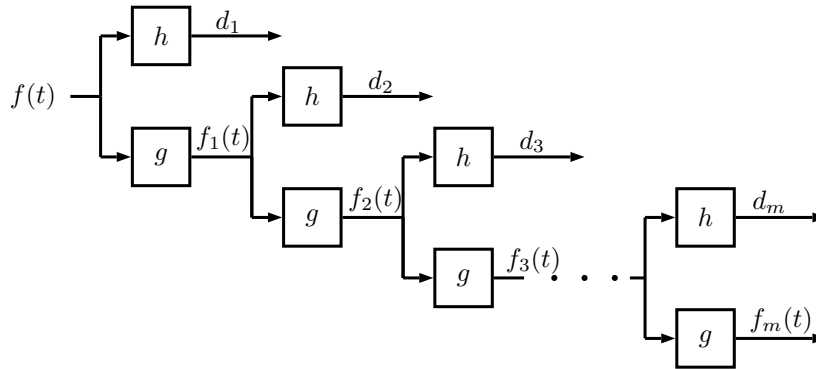 h d₁
f(t)
g f₁(t)
h d₂
g f₂(t)
h d₃
g f₃(t) · · ·
h dₘ
g fₘ(t)